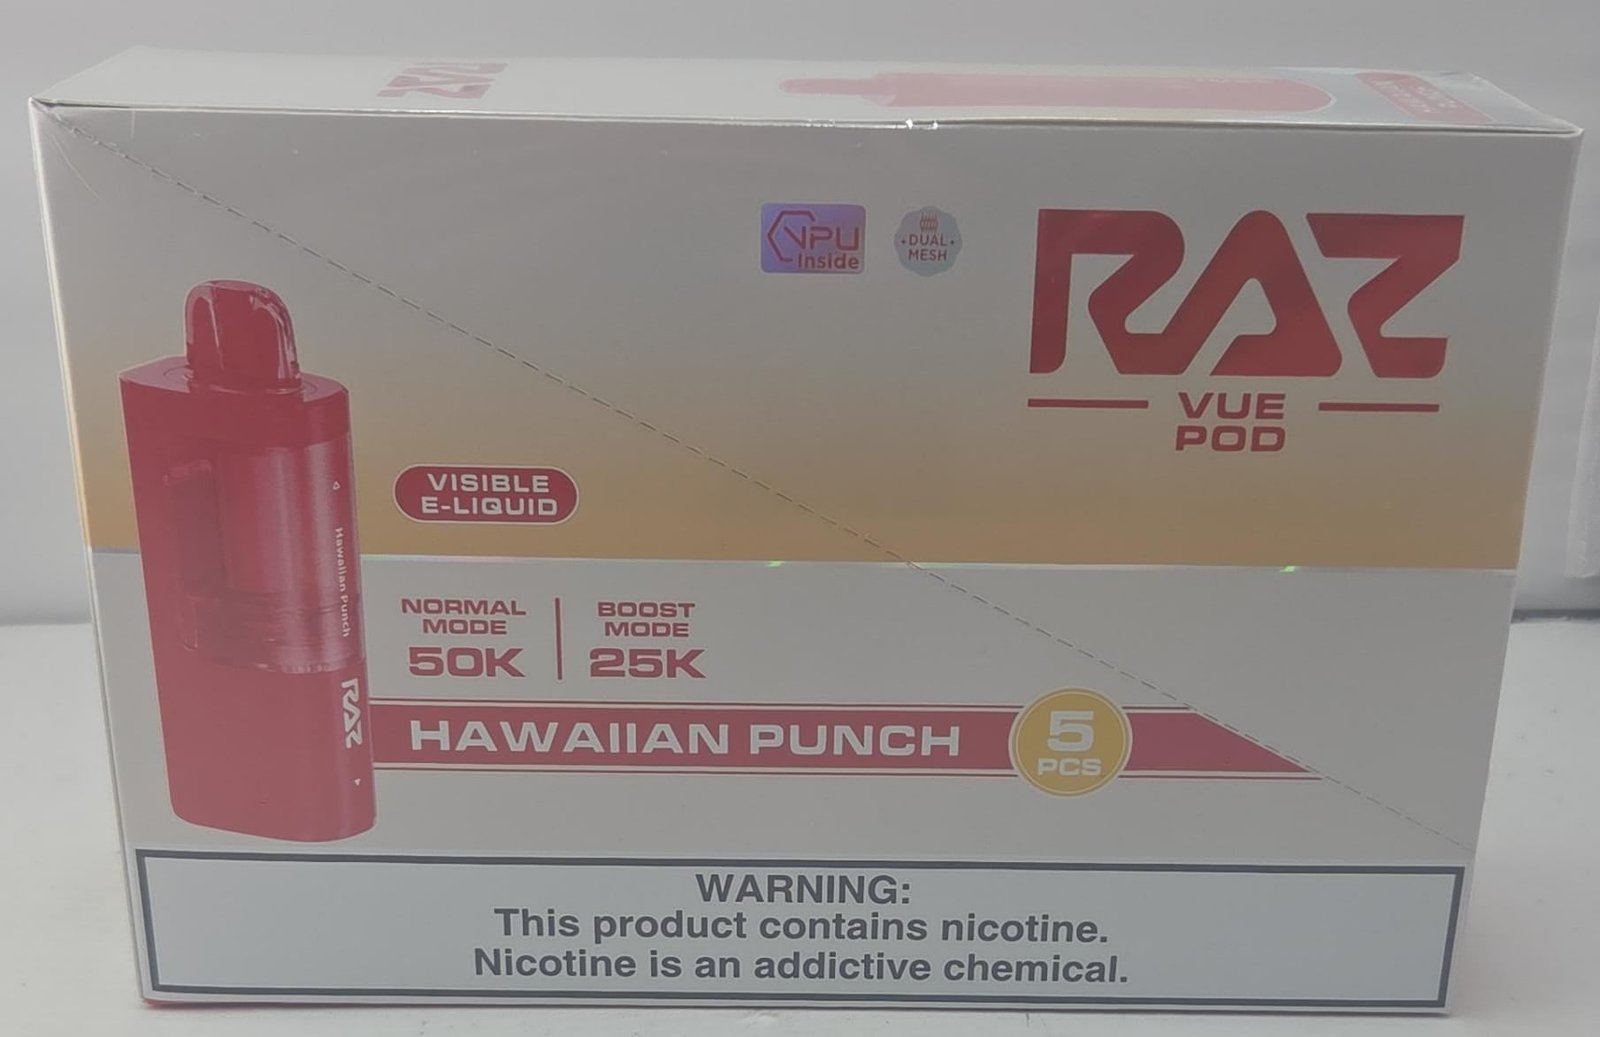 RAZ
VPU
Inside
DUAL
MESH
RAZ
VUE
POD
VISIBLE
E-LIQUID
Hawaiian Punch
RAZ
NORMAL
MODE
50K
BOOST
MODE
25K
HAWAIIAN PUNCH
5
PCS
WARNING:
This product contains nicotine.
Nicotine is an addictive chemical.